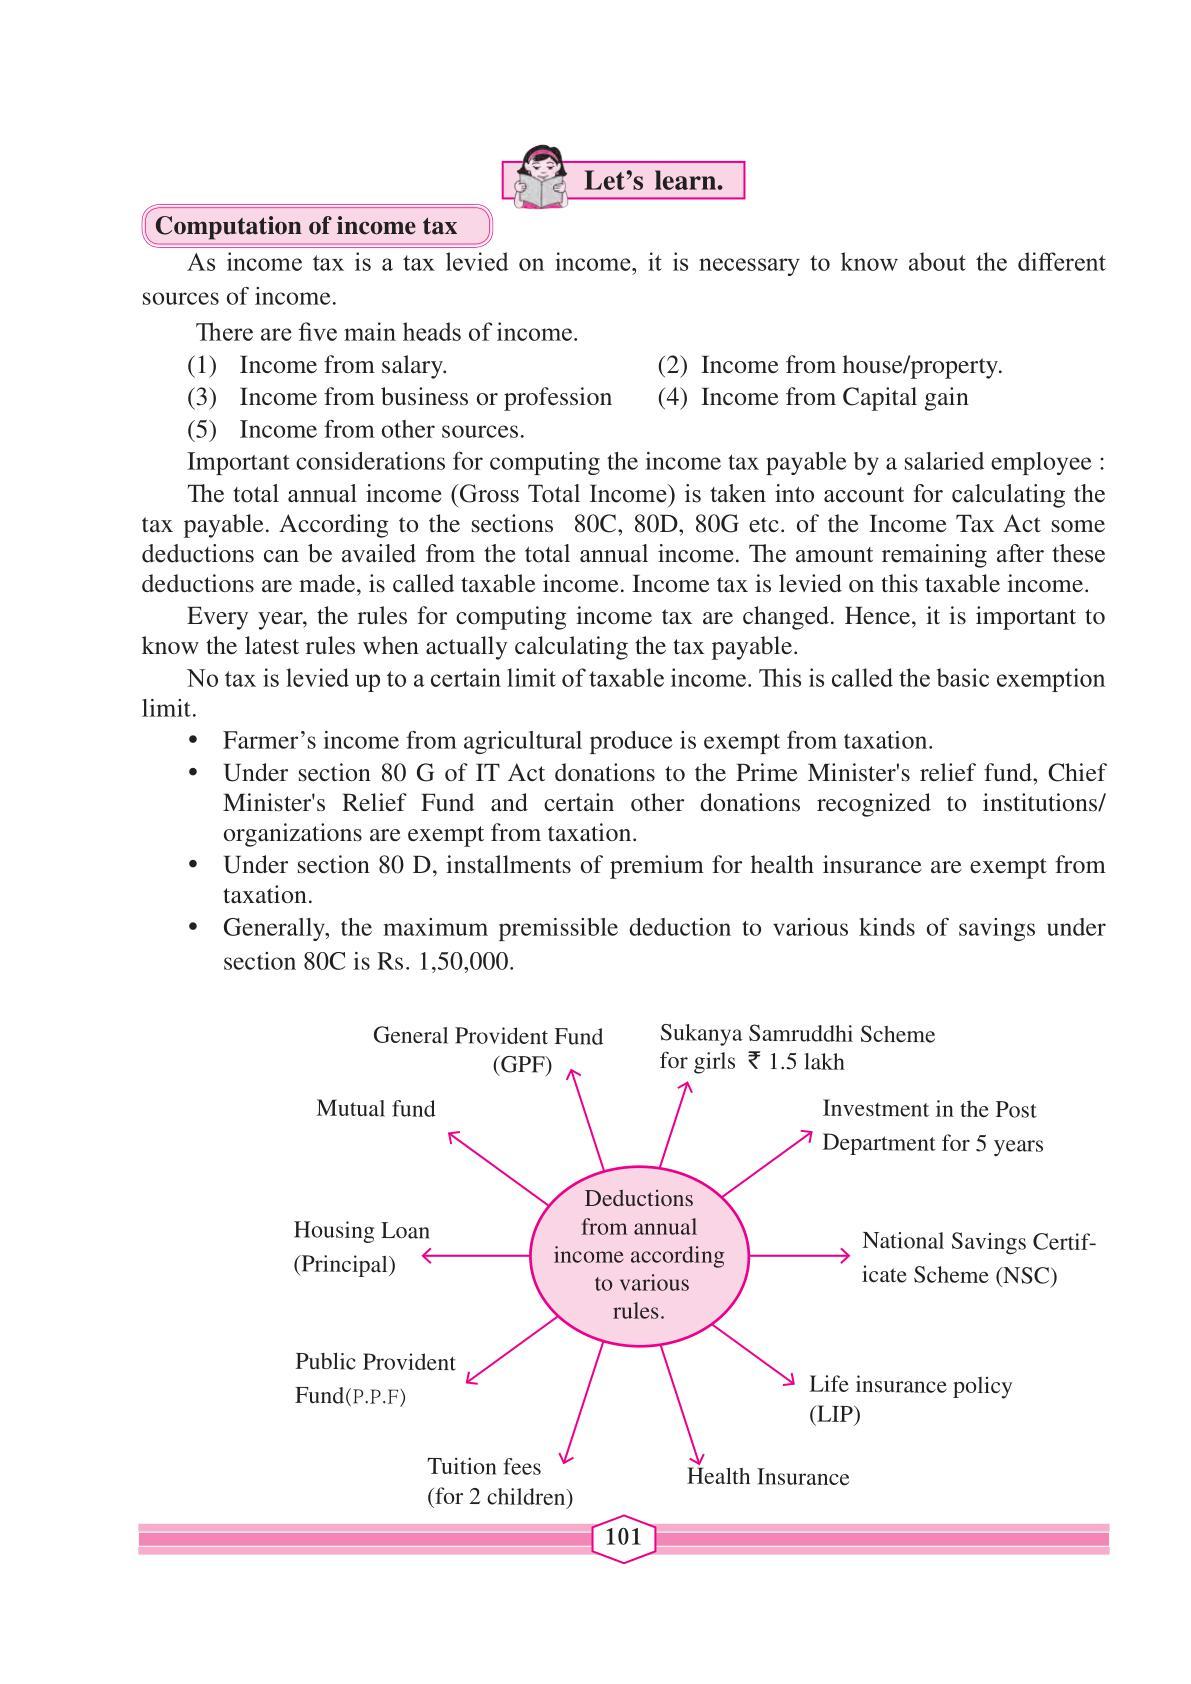 Let's learn.
Computation of income tax
As income tax is a tax levied on income, it is necessary to know about the different
sources of income.
There are five main heads of income.
(1) Income from salary. (2) Income from house/property.
(3) Income from business or profession (4) Income from Capital gain
(5) Income from other sources.
Important considerations for computing the income tax payable by a salaried employee :
The total annual income (Gross Total Income) is taken into account for calculating the
tax payable. According to the sections 80C, 80D, 80G etc. of the Income Tax Act some
deductions can be availed from the total annual income. The amount remaining after these
deductions are made, is called taxable income. Income tax is levied on this taxable income.
Every year, the rules for computing income tax are changed. Hence, it is important to
know the latest rules when actually calculating the tax payable.
No tax is levied up to a certain limit of taxable income. This is called the basic exemption
limit.
• Farmer's income from agricultural produce is exempt from taxation.
• Under section 80 G of IT Act donations to the Prime Minister's relief fund, Chief
Minister's Relief Fund and certain other donations recognized to institutions/
organizations are exempt from taxation.
• Under section 80 D, installments of premium for health insurance are exempt from
taxation.
• Generally, the maximum premissible deduction to various kinds of savings under
section 80C is Rs. 1,50,000.
General Provident Fund
(GPF)
Sukanya Samruddhi Scheme
for girls ₹ 1.5 lakh
Mutual fund
Investment in the Post
Department for 5 years
Deductions
from annual
income according
to various
rules.
Housing Loan
(Principal)
National Savings Certif-
icate Scheme (NSC)
Public Provident
Fund(P.P.F)
Life insurance policy
(LIP)
Tuition fees
(for 2 children)
Health Insurance
101